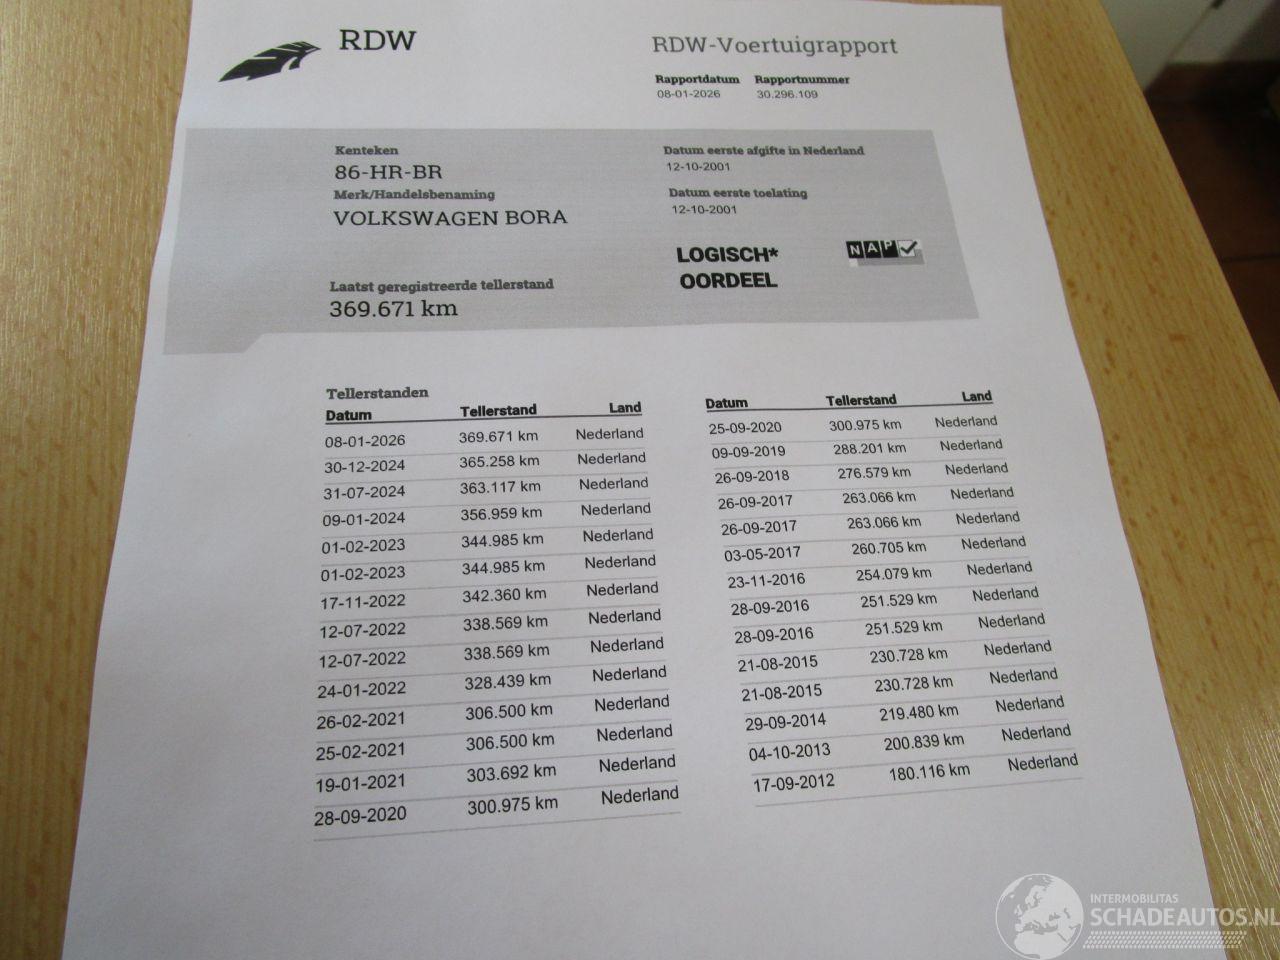 RDW
RDW-Voertuigrapport
Rapportdatum Rapportnummer
08-01-2026 30.296.109
Kenteken
86-HR-BR
Merk/Handelsbenaming
VOLKSWAGEN BORA
Laatst geregistreerde tellerstand
369.671 km
Datum eerste afgifte in Nederland
12-10-2001
Datum eerste toelating
12-10-2001
LOGISCH*
OORDEEL
NAP
Tellerstanden
Datum Tellerstand Land
08-01-2026 369.671 km Nederland
30-12-2024 365.258 km Nederland
31-07-2024 363.117 km Nederland
09-01-2024 356.959 km Nederland
01-02-2023 344.985 km Nederland
01-02-2023 344.985 km Nederland
17-11-2022 342.360 km Nederland
12-07-2022 338.569 km Nederland
12-07-2022 338.569 km Nederland
24-01-2022 328.439 km Nederland
26-02-2021 306.500 km Nederland
25-02-2021 306.500 km Nederland
19-01-2021 303.692 km Nederland
28-09-2020 300.975 km Nederland
Datum Tellerstand Land
25-09-2020 300.975 km Nederland
09-09-2019 288.201 km Nederland
26-09-2018 276.579 km Nederland
26-09-2017 263.066 km Nederland
26-09-2017 263.066 km Nederland
03-05-2017 260.705 km Nederland
23-11-2016 254.079 km Nederland
28-09-2016 251.529 km Nederland
28-09-2016 251.529 km Nederland
21-08-2015 230.728 km Nederland
21-08-2015 230.728 km Nederland
29-09-2014 219.480 km Nederland
04-10-2013 200.839 km Nederland
17-09-2012 180.116 km Nederland
INTERMOBILITAS
SCHADEAUTOS.NL